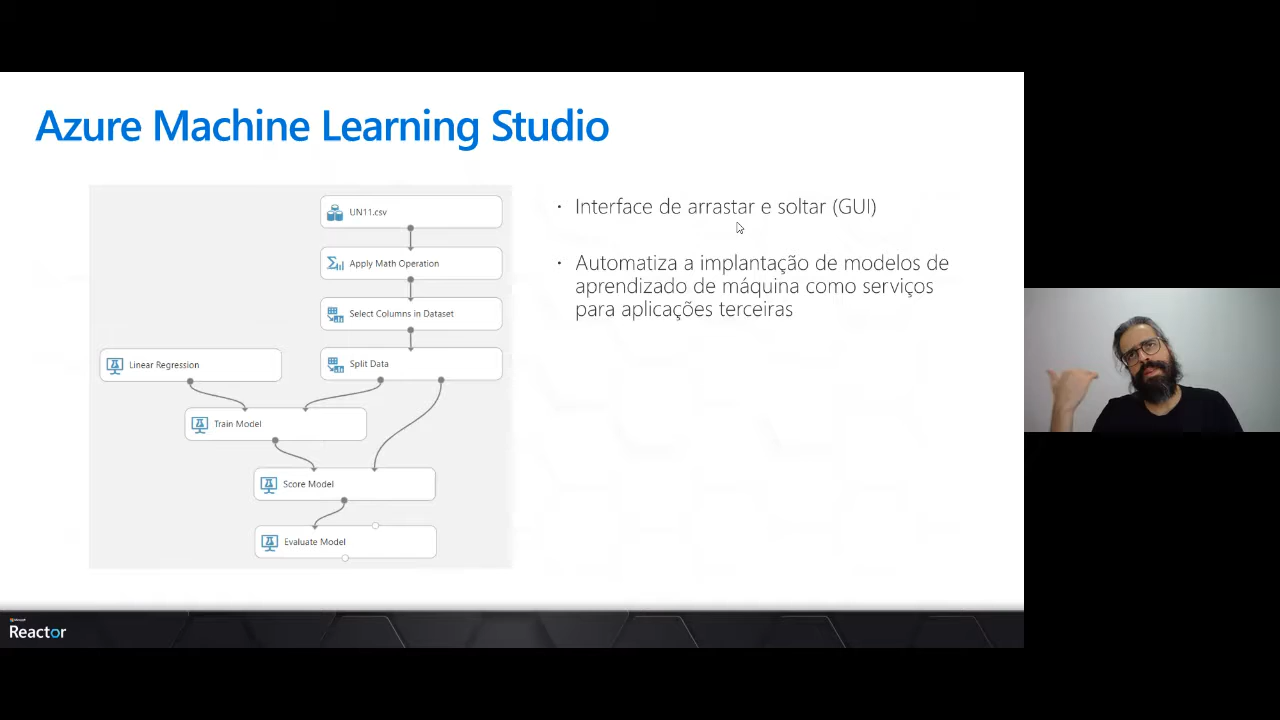 Azure Machine Learning Studio
UN11.csv
Apply Math Operation
Select Columns in Dataset
Linear Regression
Split Data
Train Model
Score Model
Evaluate Model
· Interface de arrastar e soltar (GUI)
· Automatiza a implantação de modelos de
aprendizado de máquina como serviços
para aplicações terceiras
Microsoft
Reactor